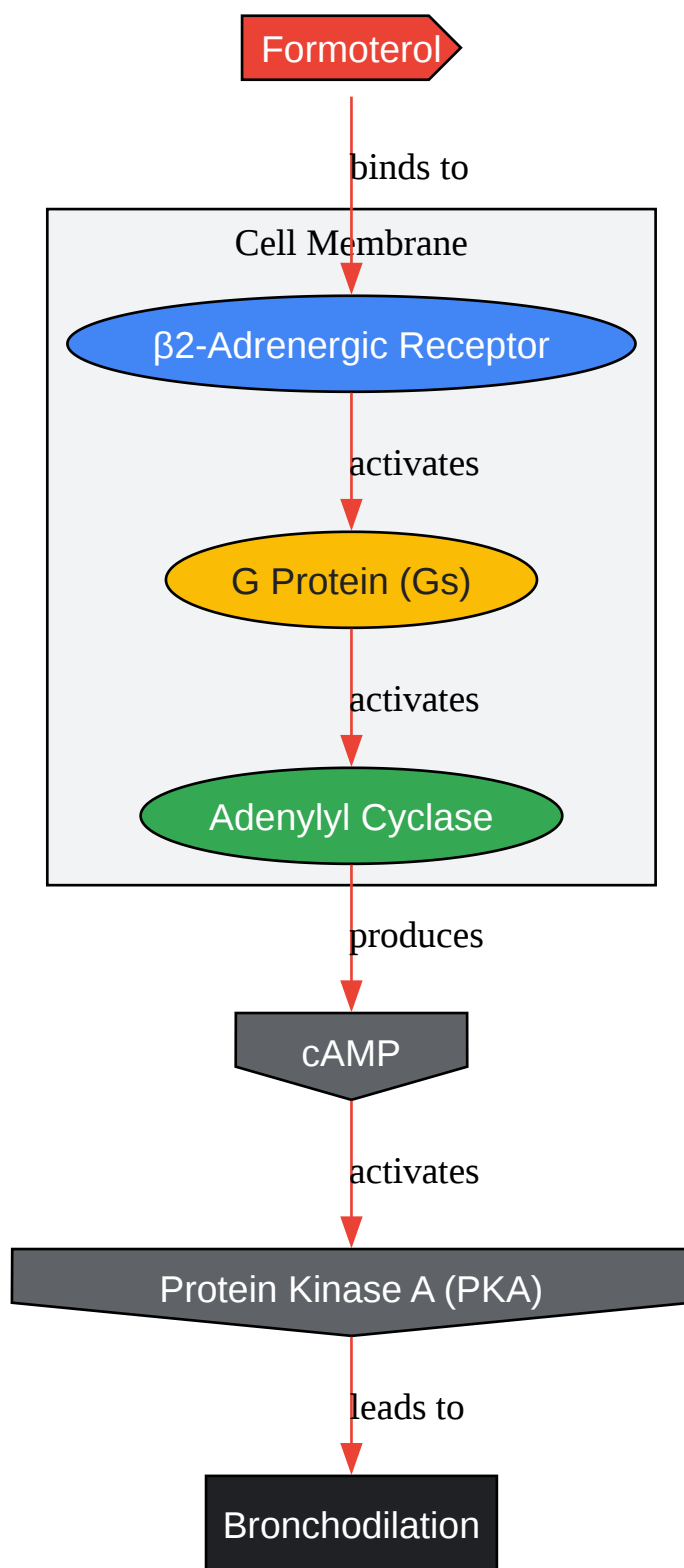 Formoterol
binds to
Cell Membrane
β2-Adrenergic Receptor
activates
G Protein (Gs)
activates
Adenylyl Cyclase
produces
cAMP
activates
Protein Kinase A (PKA)
leads to
Bronchodilation